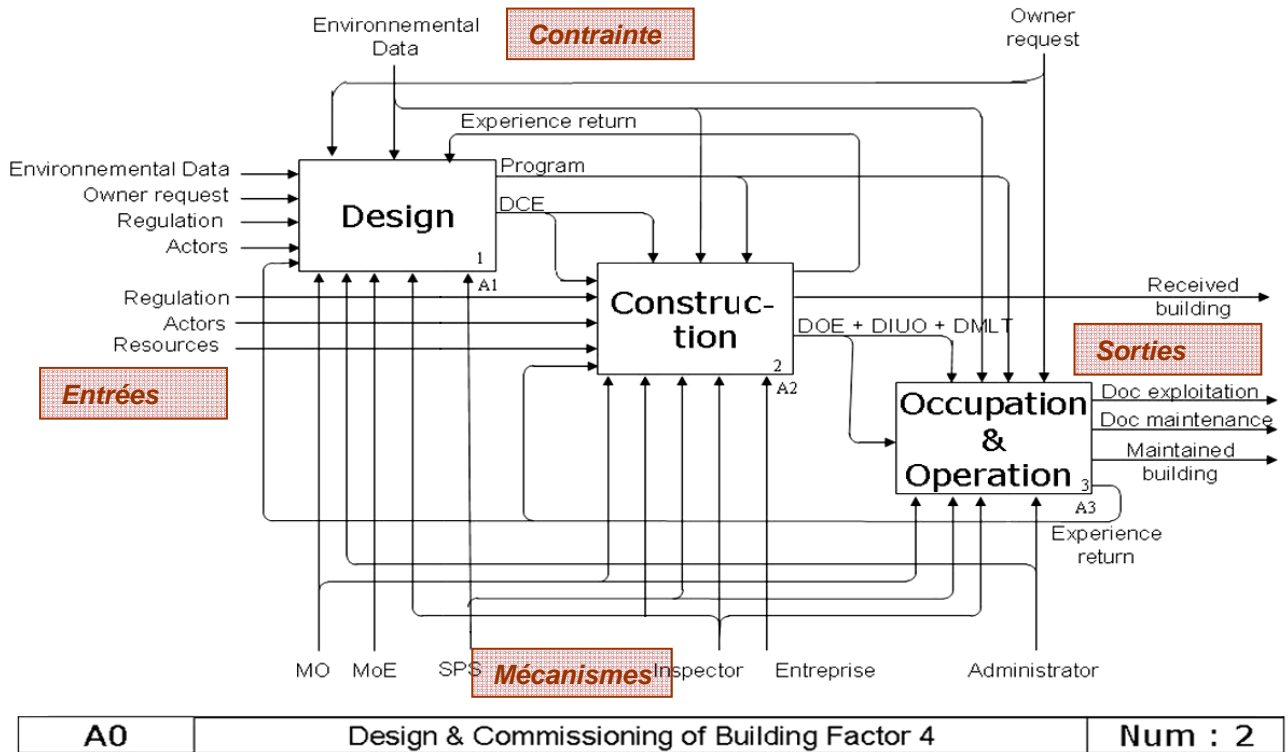 Environmental
Data
Contrainte
Owner
request
Experience return
Environnemental Data
Owner request
Regulation
Actors
Design
1
A1
Program
DCE
Regulation
Actors
Resources
Construc-
tion
2
A2
DOE + DIUO + DMLT
Received
building
Entrées
Sorties
Occupation
&
Operation
3
A3
Doc exploitation
Doc maintenance
Maintained
building
Experience
return
MO
MoE
SPS
Mécanismes
Inspector
Entreprise
Administrator
A0
Design & Commissioning of Building Factor 4
Num : 2